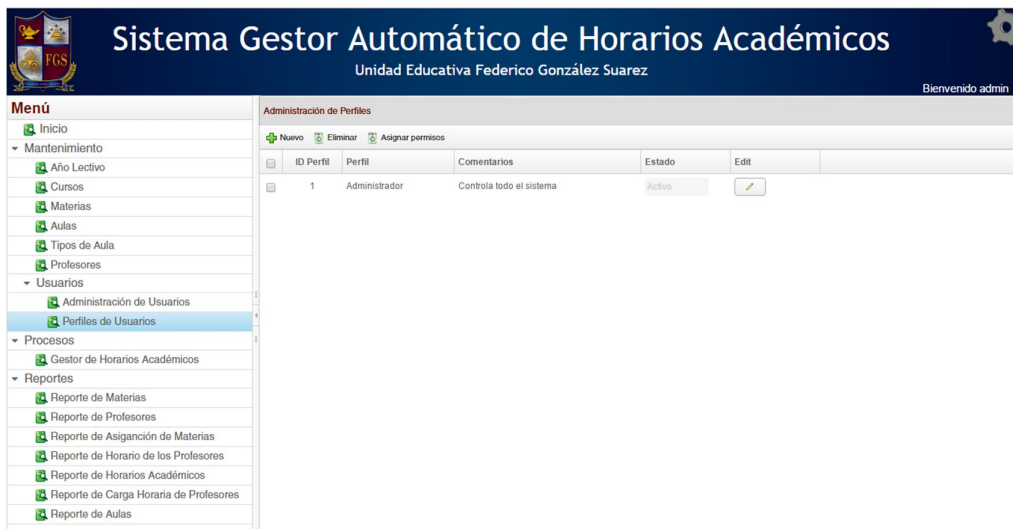 FGS
Sistema Gestor Automático de Horarios Académicos
Unidad Educativa Federico González Suarez
Bienvenido admin
Menú
Inicio
Mantenimiento
Año Lectivo
Cursos
Materias
Aulas
Tipos de Aula
Profesores
Usuarios
Administración de Usuarios
Perfiles de Usuarios
Procesos
Gestor de Horarios Académicos
Reportes
Reporte de Materias
Reporte de Profesores
Reporte de Asiganción de Materias
Reporte de Horario de los Profesores
Reporte de Horarios Académicos
Reporte de Carga Horaria de Profesores
Reporte de Aulas
Administración de Perfiles
Nuevo Eliminar Asignar permisos
ID Perfil Perfil Comentarios Estado Edit
1 Administrador Controla todo el sistema Activo